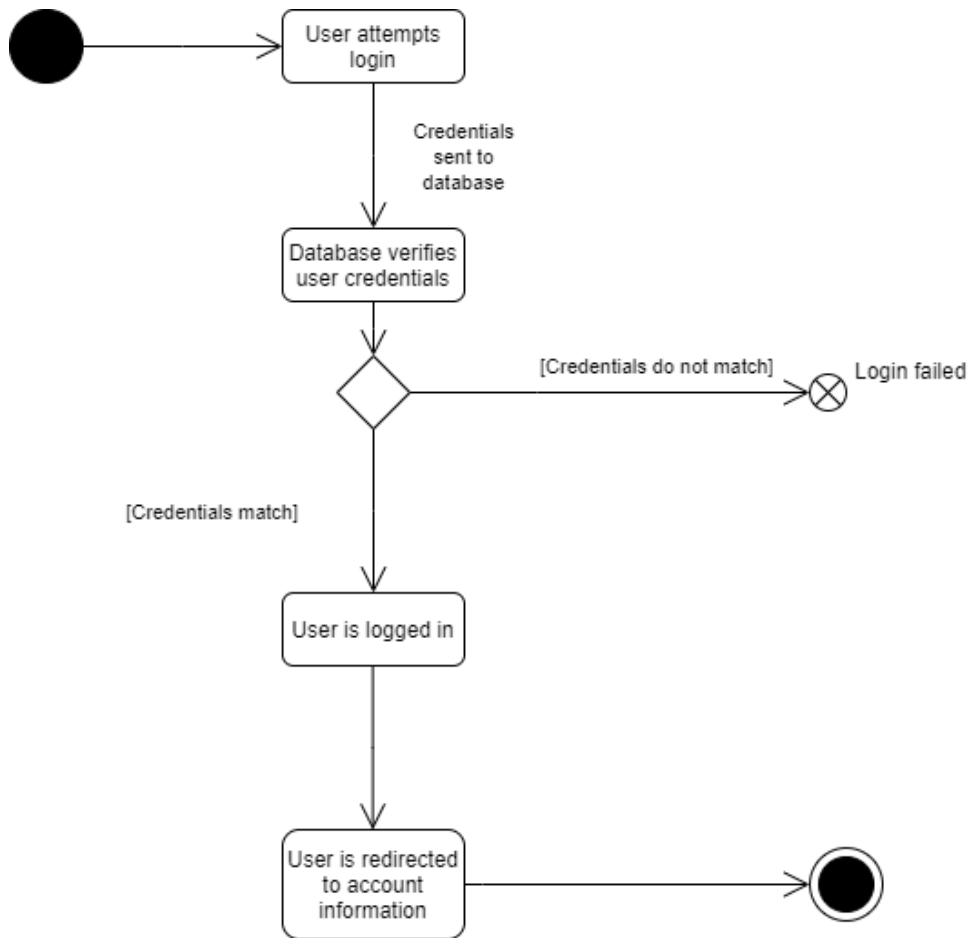 User attempts
login
Credentials
sent to
database
Database verifies
user credentials
[Credentials do not match]
Login failed
[Credentials match]
User is logged in
User is redirected
to account
information